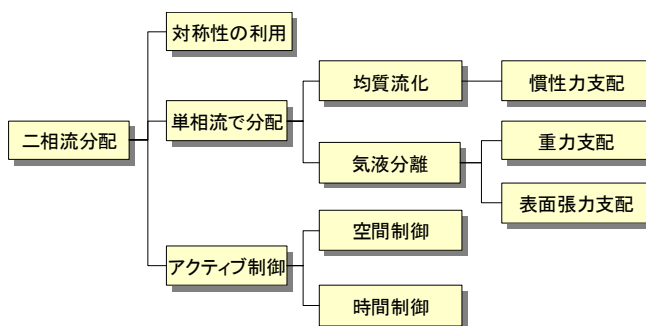 対称性の利用
均質流化
慣性力支配
単相流で分配
二相流分配
重力支配
気液分離
表面張力支配
空間制御
アクティブ制御
時間制御